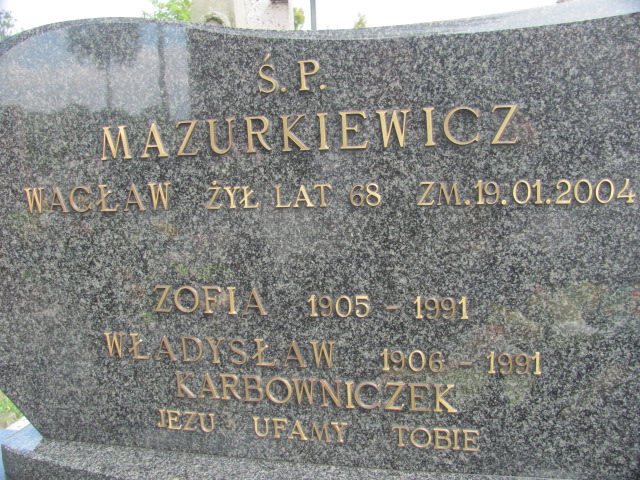 Ś.P.
MAZURKIEWICZ
WACŁAW ŻYŁ LAT 68 ZM.19.01.2004
ZOFIA 1905 - 1991
WŁADYSŁAW 1906 - 1991
KARBOWNICZEK
JEZU UFAMY TOBIE